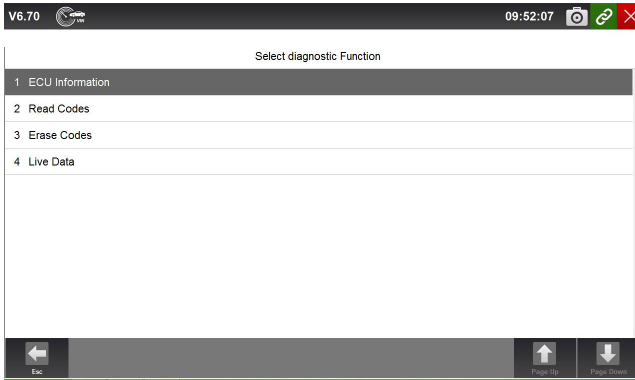 V6.70 VIN 09:52:07
Select diagnostic Function
1 ECU Information
2 Read Codes
3 Erase Codes
4 Live Data
Esc Page Up Page Down